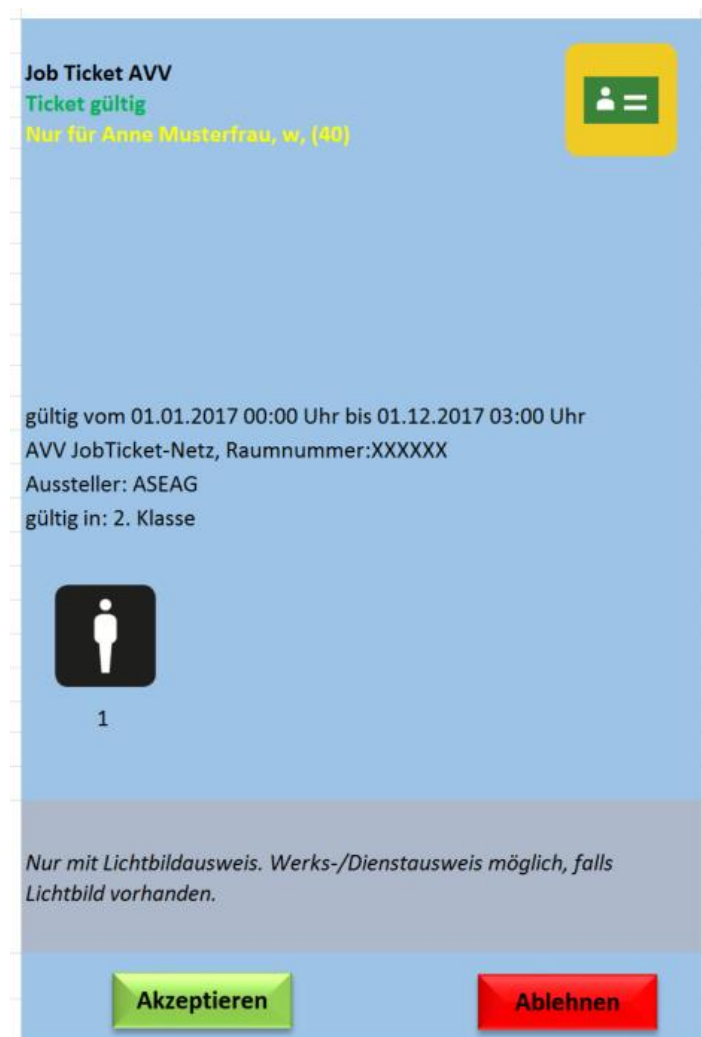 Job Ticket AVV
Ticket gültig
Nur für Anne Musterfrau, w, (40)
gültig vom 01.01.2017 00:00 Uhr bis 01.12.2017 03:00 Uhr
AVV JobTicket-Netz, Raumnummer:XXXXXX
Aussteller: ASEAG
gültig in: 2. Klasse
1
Nur mit Lichtbildausweis. Werks-/Dienstausweis möglich, falls
Lichtbild vorhanden.
Akzeptieren
Ablehnen